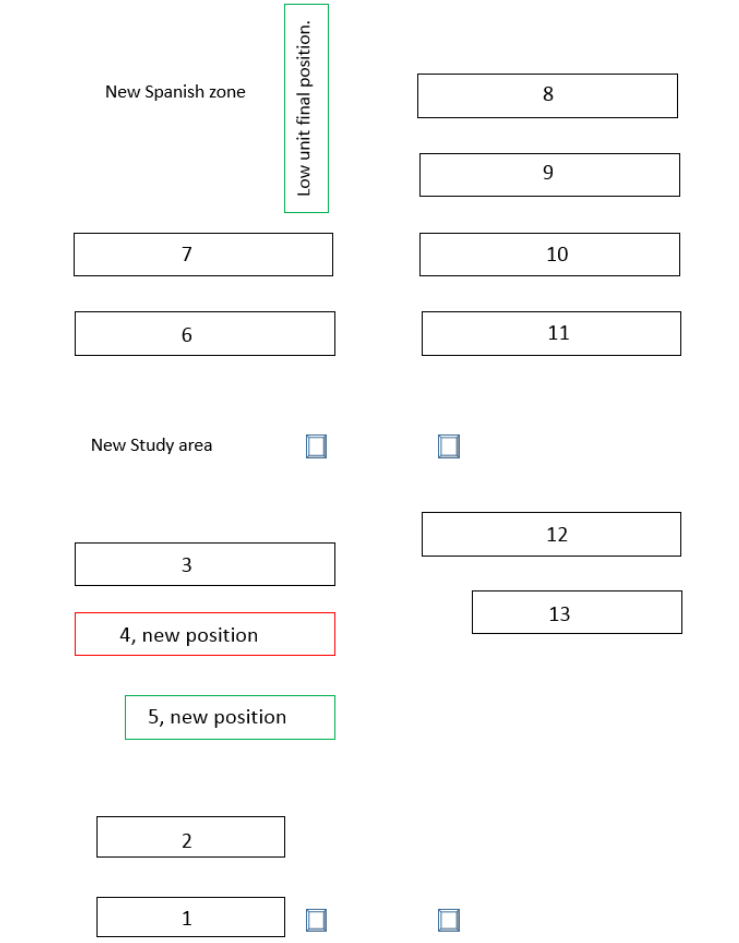 Low unit final position.
New Spanish zone
8
9
7
10
6
11
New Study area
12
3
13
4, new position
5, new position
2
1